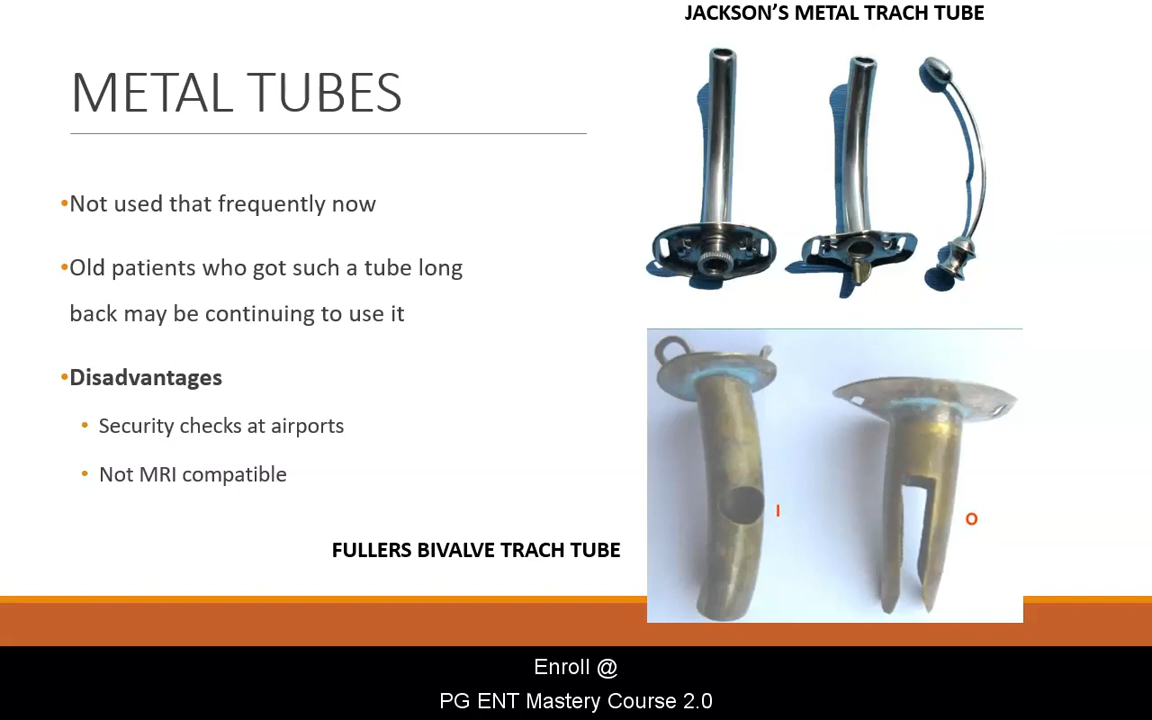 JACKSON’S METAL TRACH TUBE
METAL TUBES
•Not used that frequently now
•Old patients who got such a tube long
back may be continuing to use it
•Disadvantages
• Security checks at airports
• Not MRI compatible
I
O
FULLERS BIVALVE TRACH TUBE
Enroll @
PG ENT Mastery Course 2.0